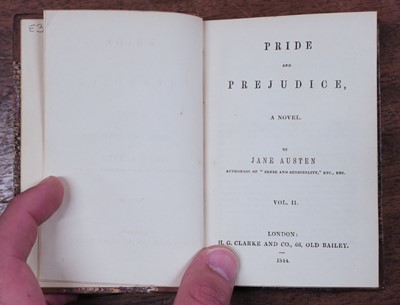 E3
PRIDE
AND
PREJUDICE,
A NOVEL.
BY
JANE AUSTEN
AUTHORESS OF "SENSE AND SENSIBILITY," ETC., ETC.
VOL. II.
LONDON:
H. G. CLARKE AND CO., 66, OLD BAILEY.
1844.